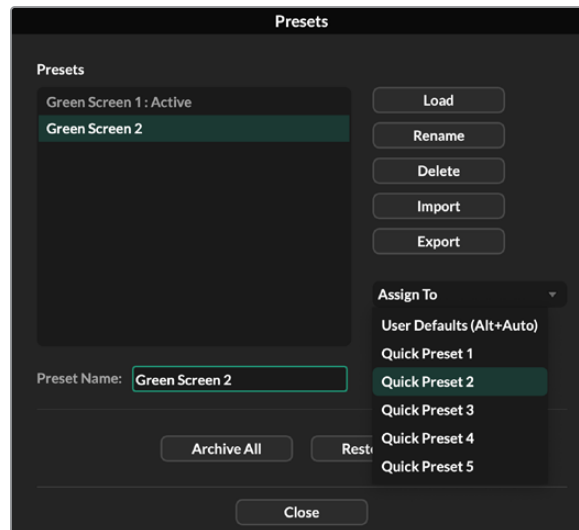 Presets
Presets
Green Screen 1 : Active
Green Screen 2
Load
Rename
Delete
Import
Export
Assign To
User Defaults (Alt+Auto)
Quick Preset 1
Quick Preset 2
Quick Preset 3
Quick Preset 4
Quick Preset 5
Preset Name: Green Screen 2
Archive All
Close